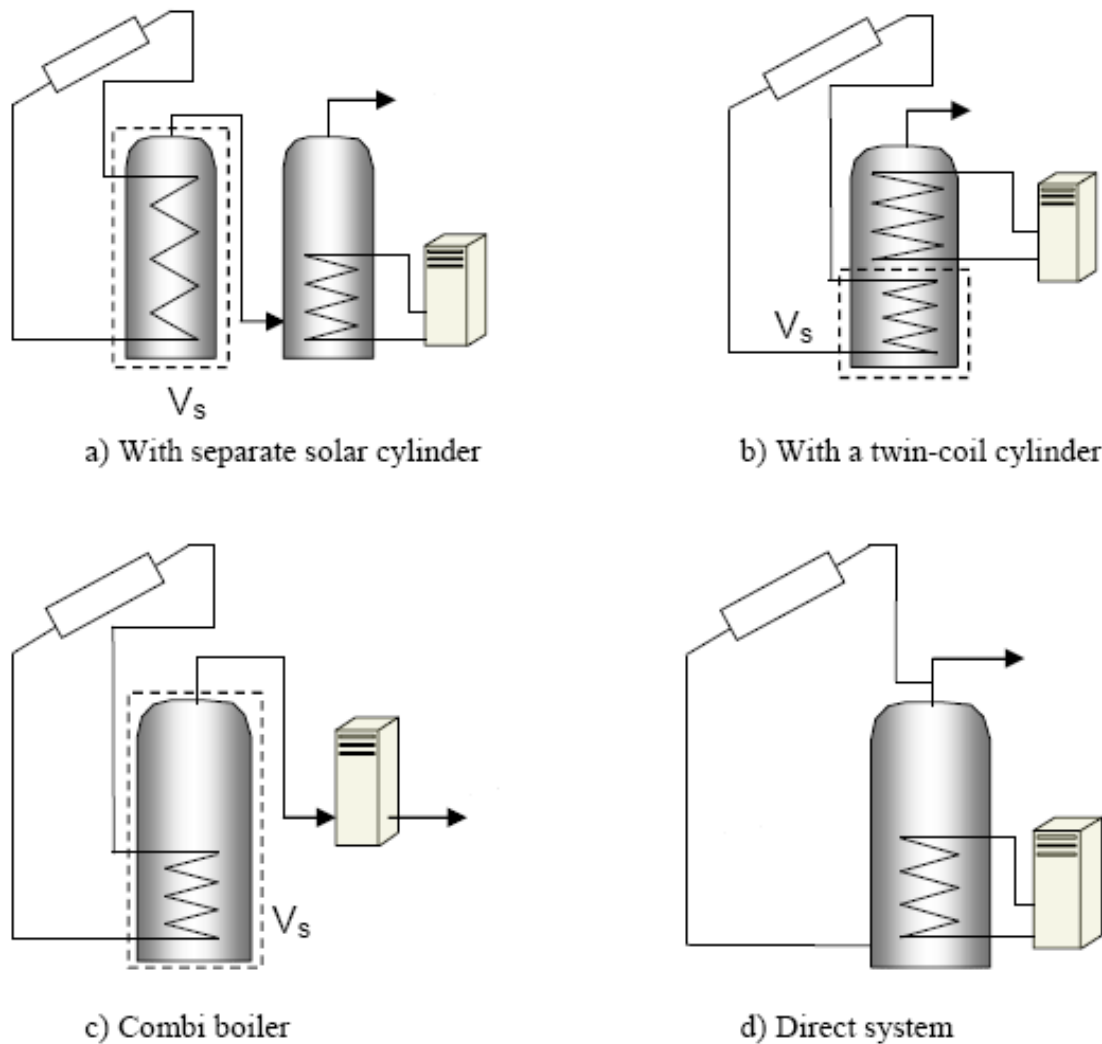 Vs
a) With separate solar cylinder
Vs
b) With a twin-coil cylinder
Vs
c) Combi boiler
d) Direct system